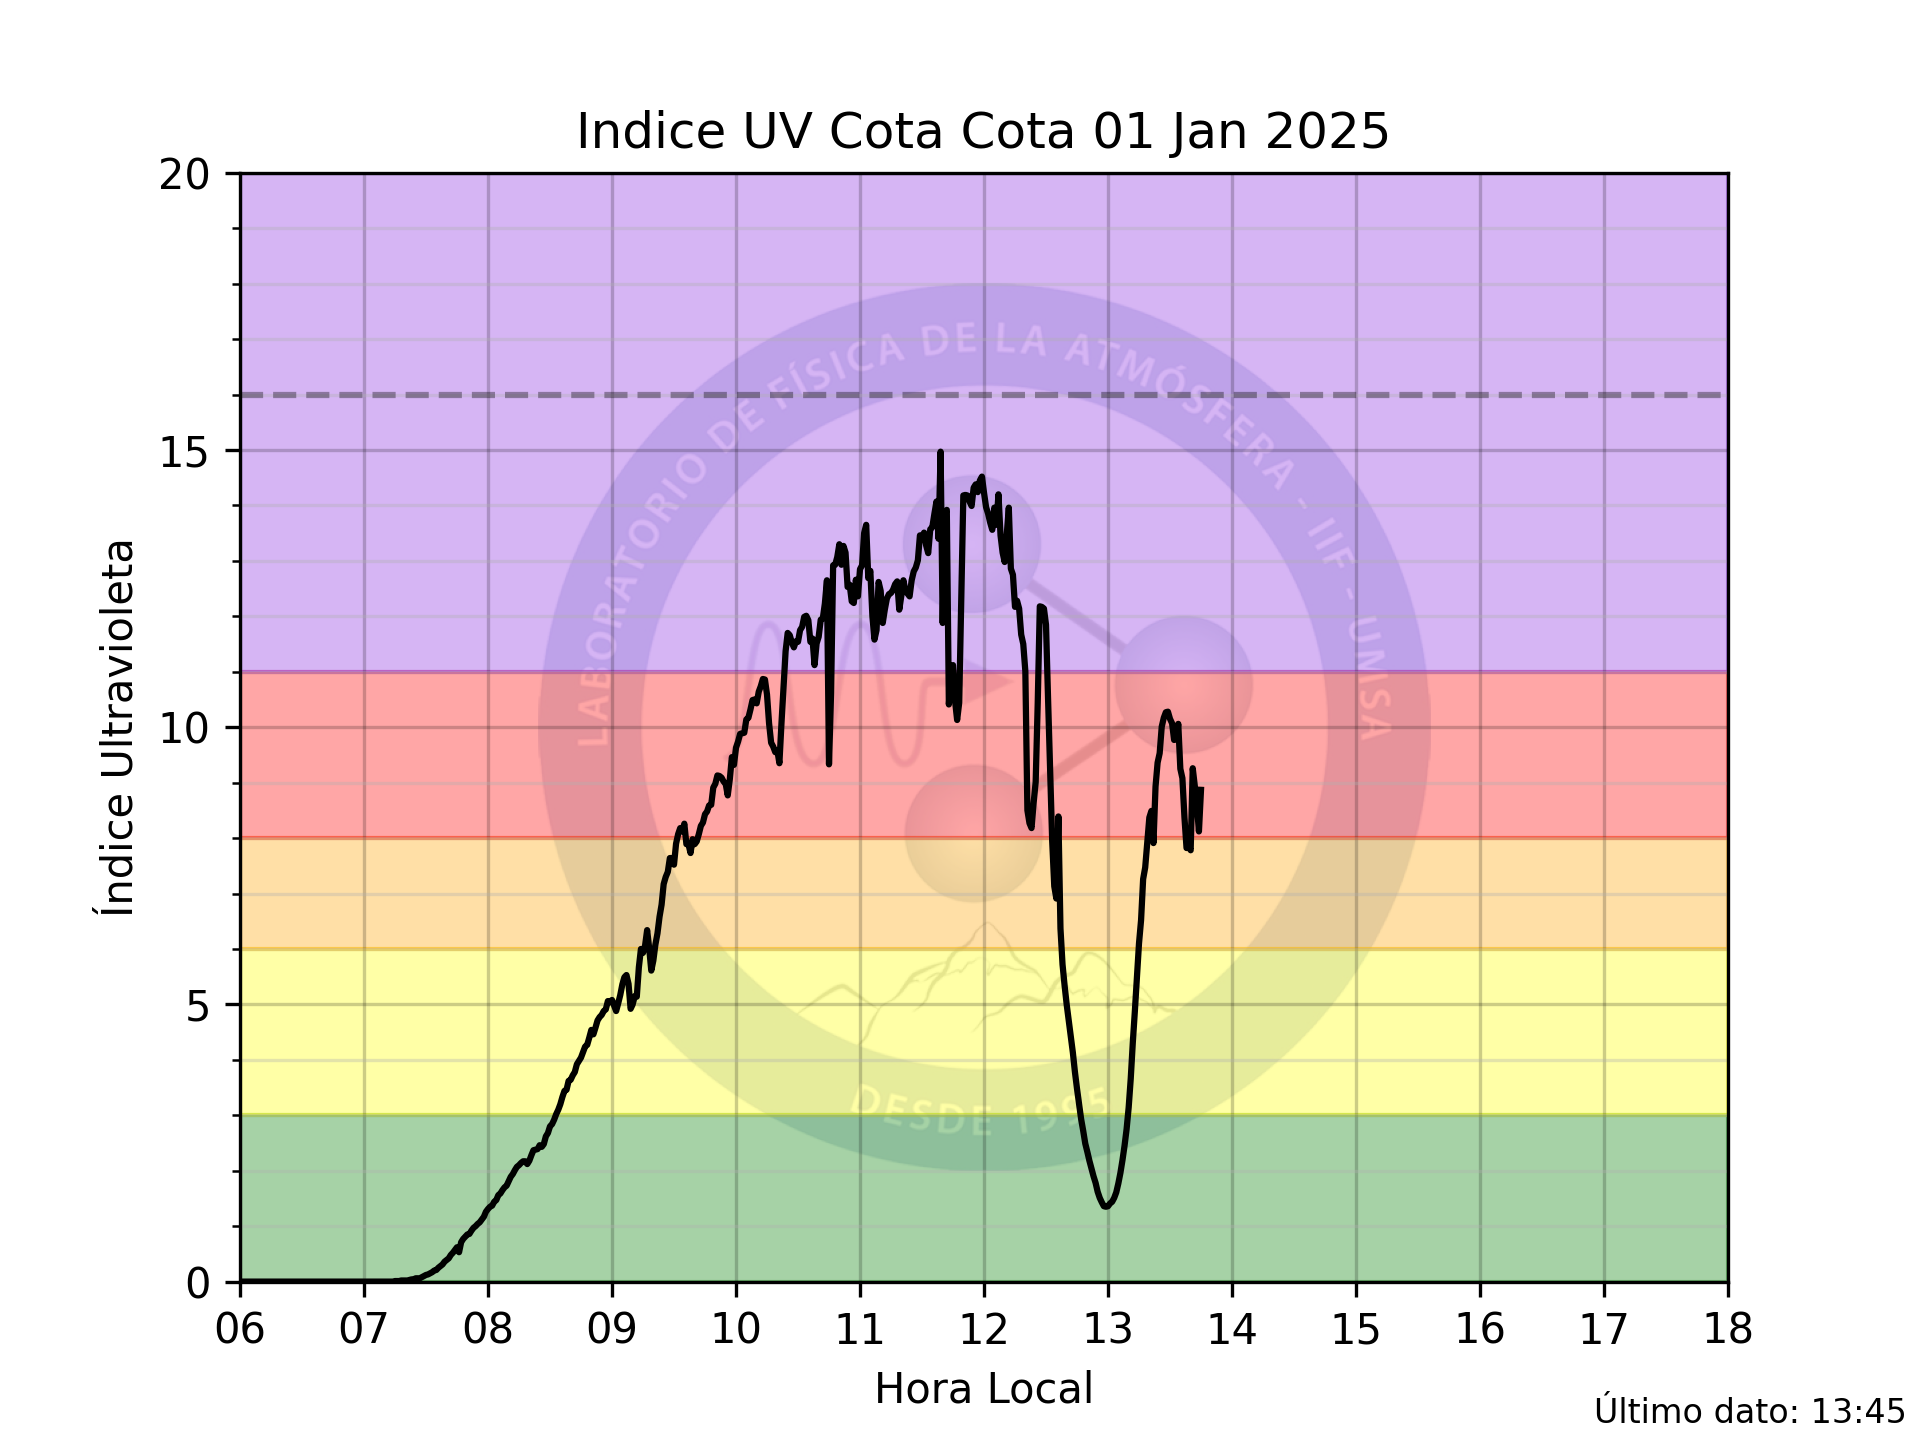 Indice UV Cota Cota 01 Jan 2025
20
15
10
5
0
Índice Ultravioleta
LABORATORIO DE FÍSICA DE LA ATMÓSFERA - IIF - UMSA
DESDE 1995
06 07 08 09 10 11 12 13 14 15 16 17 18
Hora Local
Último dato: 13:45